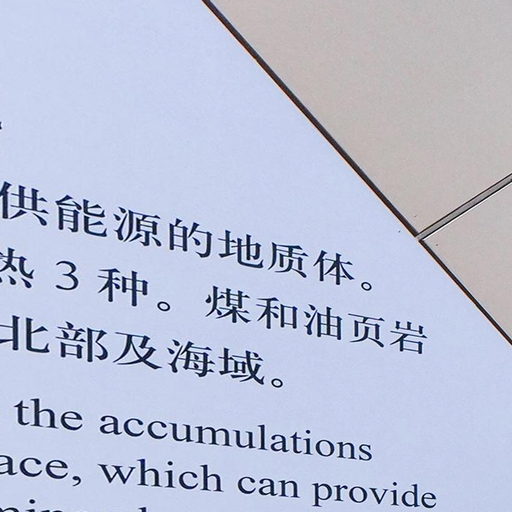 供能源的地质体。
热 3 种。煤和油页岩
北部及海域。
the accumulations
ace, which can provide